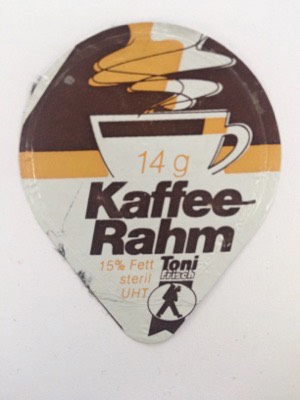 14 g
Kaffee
Rahm
15% Fett
steril
UHT
Toni
frisch